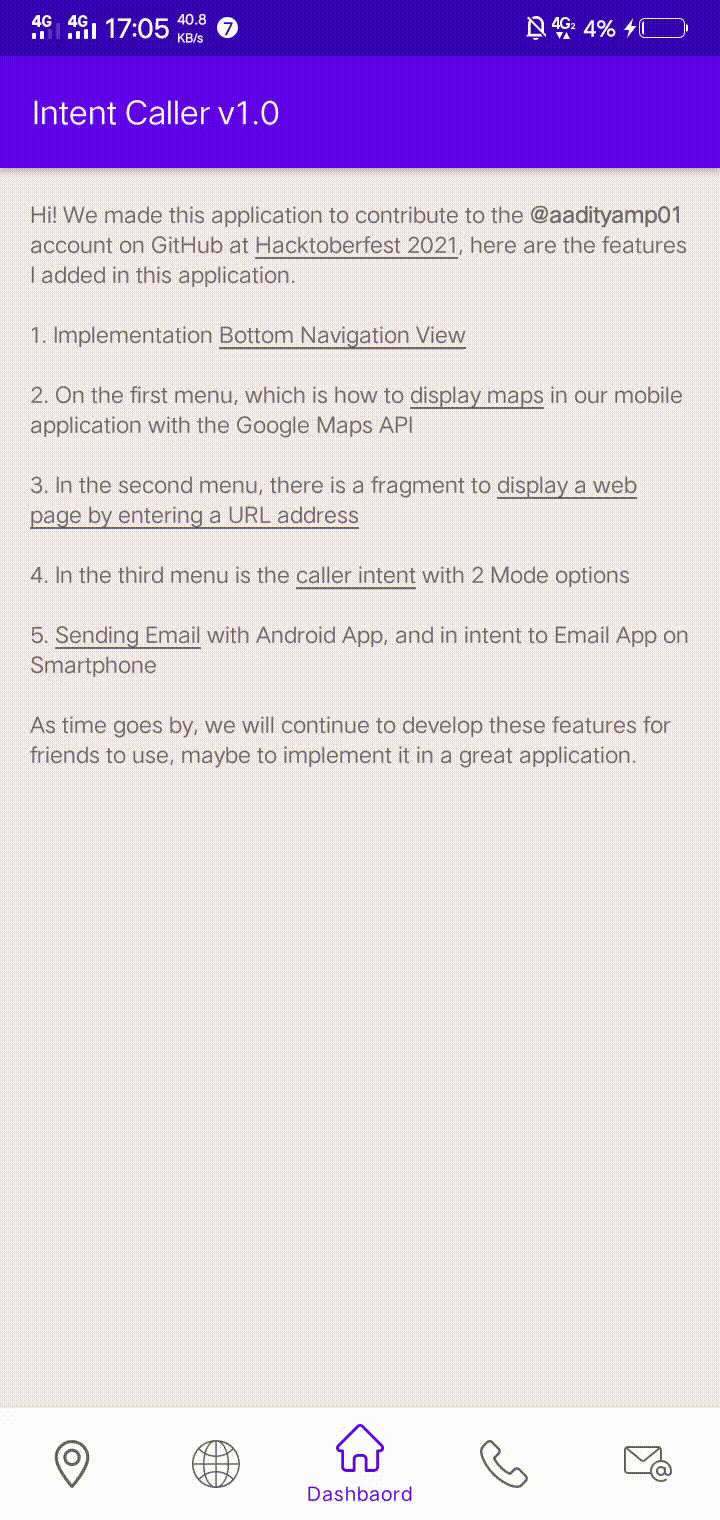 4G 4G 17:05 40.8 KB/s 7 4G2 4%
Intent Caller v1.0
Hi! We made this application to contribute to the @aadityamp01
account on GitHub at Hacktoberfest 2021, here are the features
I added in this application.
1. Implementation Bottom Navigation View
2. On the first menu, which is how to display maps in our mobile
application with the Google Maps API
3. In the second menu, there is a fragment to display a web
page by entering a URL address
4. In the third menu is the caller intent with 2 Mode options
5. Sending Email with Android App, and in intent to Email App on
Smartphone
As time goes by, we will continue to develop these features for
friends to use, maybe to implement it in a great application.
Dashbaord